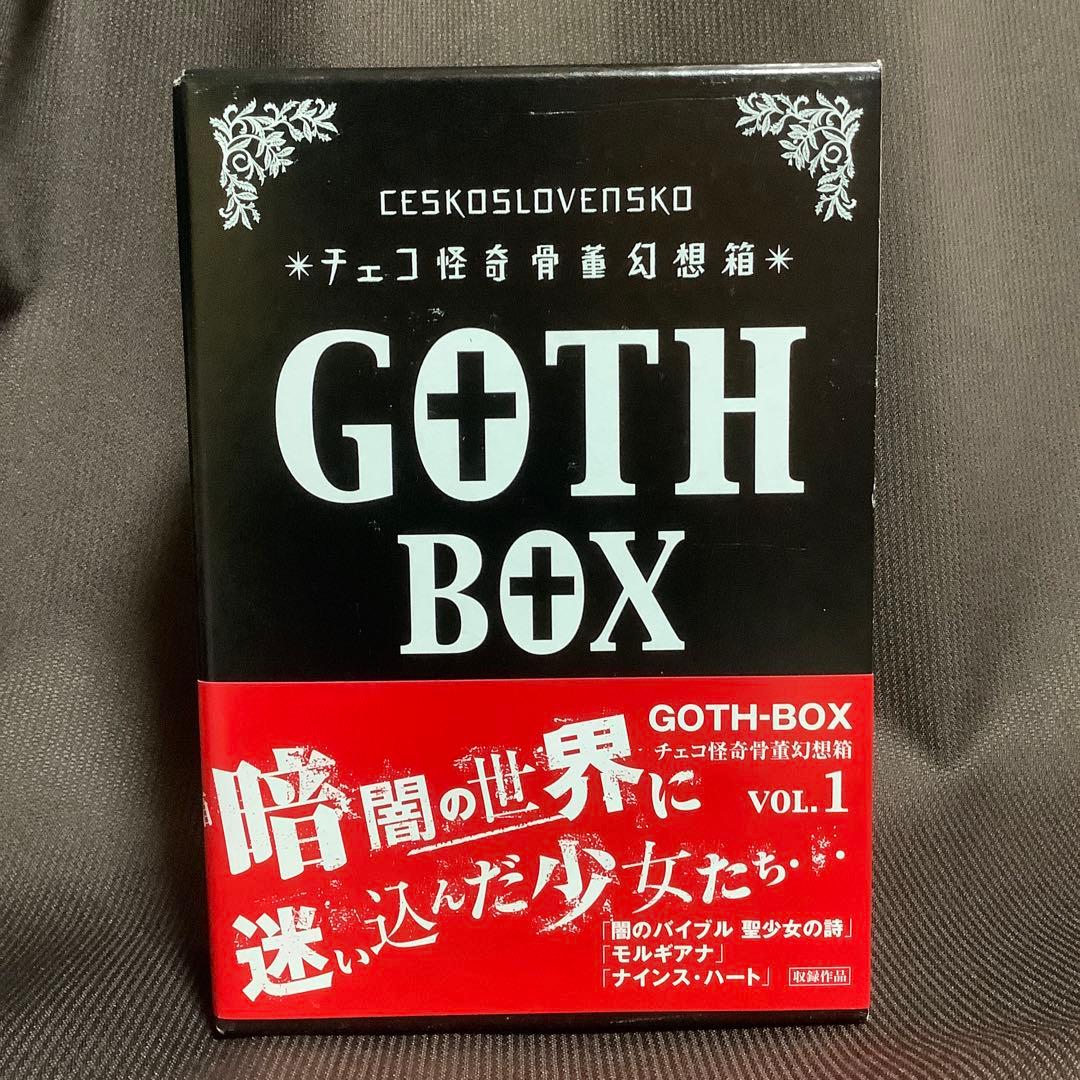 CESKOSLOVENSKO
*チェコ怪奇骨董幻想箱*
GOTH
BOX
GOTH-BOX
チェコ怪奇骨董幻想箱
VOL.1
暗闇の世界に
迷い込んだ少女たち・・・
「闇のバイブル 聖少女の詩」
「モルギアナ」
「ナインス・ハート」 収録作品